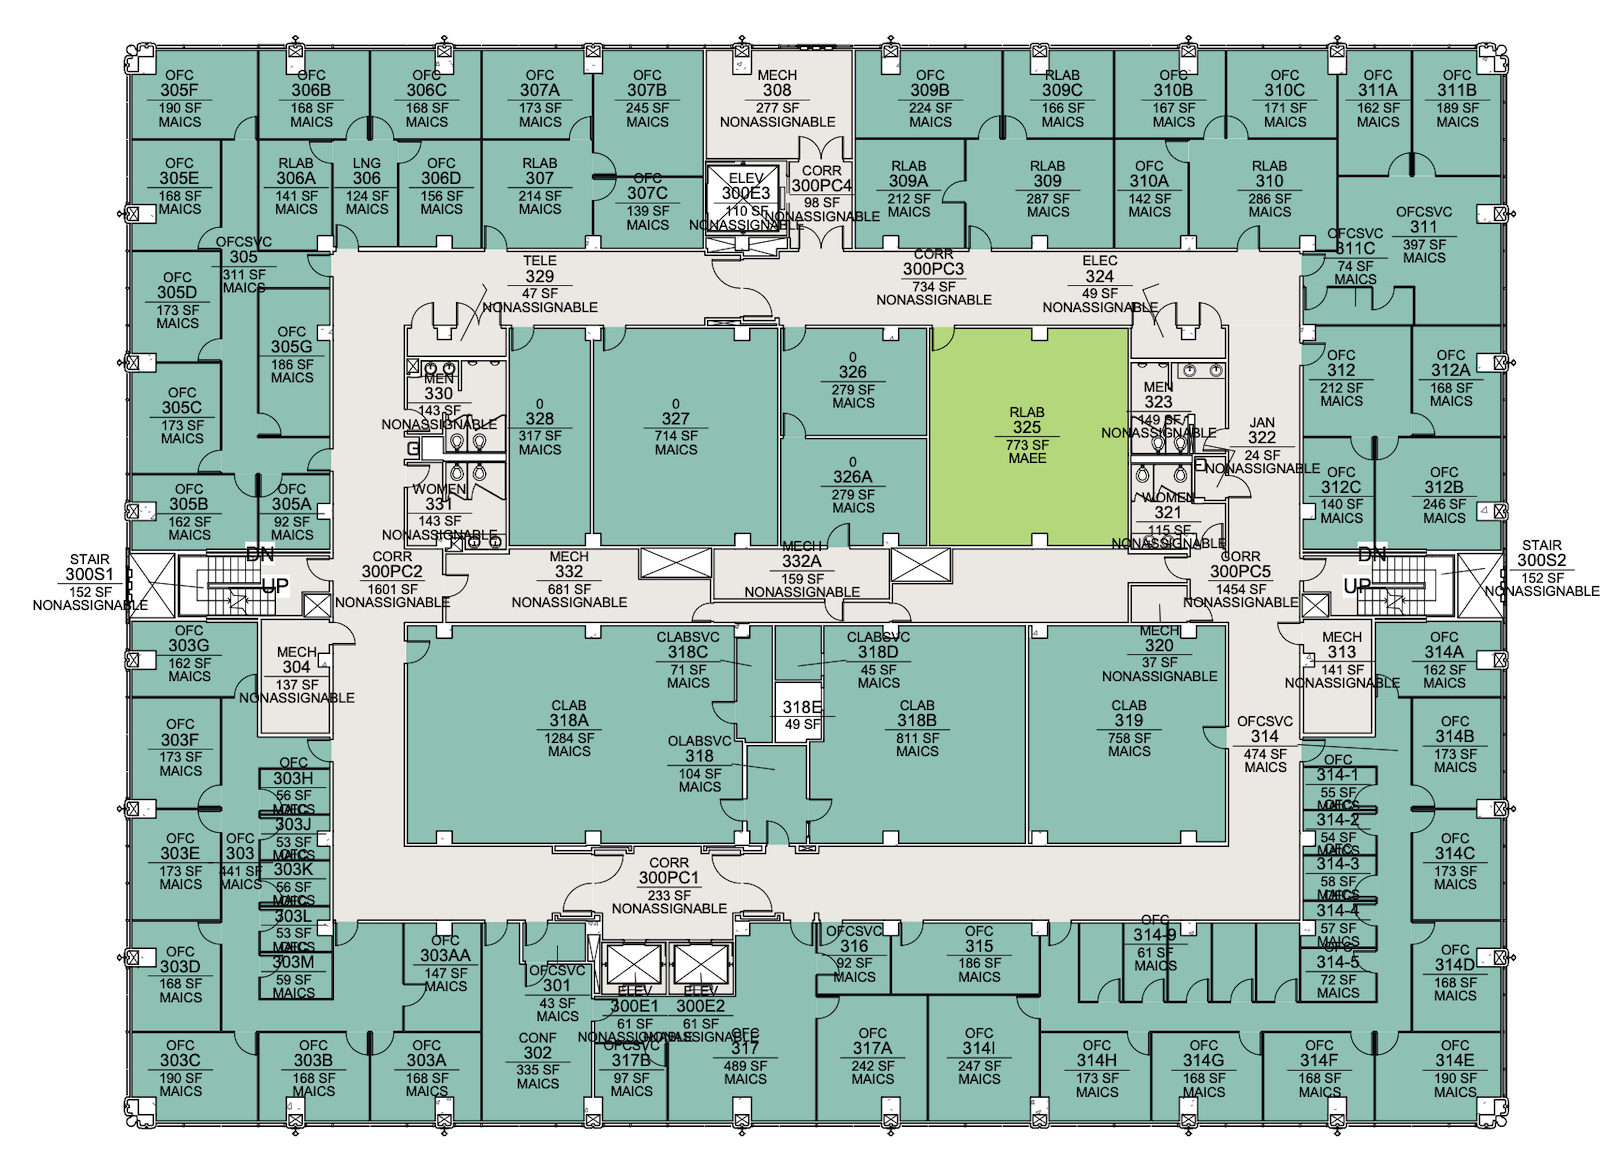 OFC
305F
190 SF
MAICS
OFC
306B
168 SF
MAICS
OFC
306C
168 SF
MAICS
OFC
307A
173 SF
MAICS
OFC
307B
245 SF
MAICS
MECH
308
277 SF
NONASSIGNABLE
OFC
309B
224 SF
MAICS
RLAB
309C
166 SF
MAICS
OFC
310B
167 SF
MAICS
OFC
310C
171 SF
MAICS
OFC
311A
162 SF
MAICS
OFC
311B
189 SF
MAICS
OFC
305E
168 SF
MAICS
RLAB
306A
141 SF
MAICS
LNG
306
124 SF
MAICS
OFC
306D
156 SF
MAICS
RLAB
307
214 SF
MAICS
OFC
307C
139 SF
MAICS
ELEV
300E3
110 SF
NONASSIGNABLE
CORR
300PC4
98 SF
NONASSIGNABLE
RLAB
309A
212 SF
MAICS
RLAB
309
287 SF
MAICS
OFC
310A
142 SF
MAICS
RLAB
310
286 SF
MAICS
OFCSVC
311
397 SF
MAICS
OFCSVC
311C
74 SF
MAICS
OFCSVC
305
311 SF
MAICS
OFC
305D
173 SF
MAICS
TELE
329
47 SF
NONASSIGNABLE
CORR
300PC3
734 SF
NONASSIGNABLE
ELEC
324
49 SF
NONASSIGNABLE
OFC
305G
186 SF
MAICS
OFC
305C
173 SF
MAICS
MEN
330
143 SF
NONASSIGNABLE
0
328
317 SF
MAICS
0
327
714 SF
MAICS
0
326
279 SF
MAICS
0
326A
279 SF
MAICS
RLAB
325
773 SF
MAEE
MEN
323
149 SF
NONASSIGNABLE
JAN
322
24 SF
NONASSIGNABLE
OFC
312
212 SF
MAICS
OFC
312A
168 SF
MAICS
OFC
305B
162 SF
MAICS
OFC
305A
92 SF
MAICS
WOMEN
331
143 SF
NONASSIGNABLE
WOMEN
321
115 SF
NONASSIGNABLE
OFC
312C
140 SF
MAICS
OFC
312B
246 SF
MAICS
STAIR
300S1
152 SF
NONASSIGNABLE
DN
UP
CORR
300PC2
1601 SF
NONASSIGNABLE
MECH
332
681 SF
NONASSIGNABLE
MECH
332A
159 SF
NONASSIGNABLE
CORR
300PC5
1454 SF
NONASSIGNABLE
DN
UP
STAIR
300S2
152 SF
NONASSIGNABLE
OFC
303G
162 SF
MAICS
MECH
304
137 SF
NONASSIGNABLE
CLABSVC
318C
71 SF
MAICS
CLABSVC
318D
45 SF
MAICS
MECH
320
37 SF
NONASSIGNABLE
MECH
313
141 SF
NONASSIGNABLE
OFC
314A
162 SF
MAICS
OFC
303F
173 SF
MAICS
CLAB
318A
1284 SF
MAICS
318E
49 SF
CLAB
318B
811 SF
MAICS
CLAB
319
758 SF
MAICS
OFCSVC
314
474 SF
MAICS
OFC
314B
173 SF
MAICS
OLABSVC
318
104 SF
MAICS
OFC
303H
56 SF
MAICS
OFC
303J
53 SF
MAICS
OFC
303K
56 SF
MAICS
OFC
303L
53 SF
MAICS
OFC
303M
59 SF
MAICS
OFC
314-1
55 SF
MAICS
OFC
314-2
54 SF
MAICS
OFC
314-3
58 SF
MAICS
OFC
314-4
57 SF
MAICS
OFC
314-5
72 SF
MAICS
OFC
303E
173 SF
MAICS
OFC
303
441 SF
MAICS
CORR
300PC1
233 SF
NONASSIGNABLE
OFC
314C
173 SF
MAICS
OFC
303D
168 SF
MAICS
OFC
303AA
147 SF
MAICS
OFCSVC
301
43 SF
MAICS
ELEV
300E1
61 SF
NONASSIGNABLE
ELEV
300E2
61 SF
NONASSIGNABLE
OFCSVC
316
92 SF
MAICS
OFC
315
186 SF
MAICS
OFC
314-9
61 SF
MAICS
OFC
314D
168 SF
MAICS
OFC
303C
190 SF
MAICS
OFC
303B
168 SF
MAICS
OFC
303A
168 SF
MAICS
CONF
302
335 SF
MAICS
OFCSVC
317B
97 SF
MAICS
OFC
317
489 SF
MAICS
OFC
317A
242 SF
MAICS
OFC
314I
247 SF
MAICS
OFC
314H
173 SF
MAICS
OFC
314G
168 SF
MAICS
OFC
314F
168 SF
MAICS
OFC
314E
190 SF
MAICS